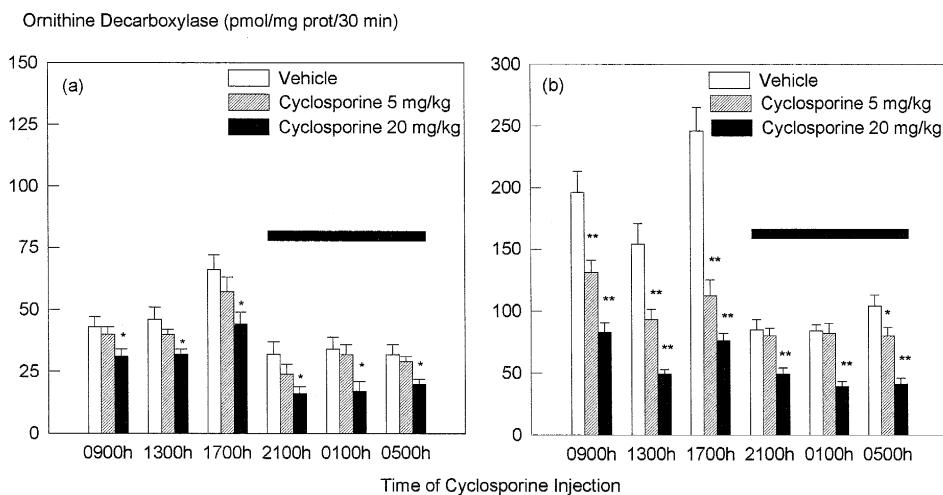 Ornithine Decarboxylase (pmol/mg prot/30 min)
150
125
100
75
50
25
0
(a)
Vehicle
Cyclosporine 5 mg/kg
Cyclosporine 20 mg/kg
* * * * * *
0900h 1300h 1700h 2100h 0100h 0500h
300
250
200
150
100
50
0
(b)
Vehicle
Cyclosporine 5 mg/kg
Cyclosporine 20 mg/kg
** ** ** ** ** ** ** ** * **
0900h 1300h 1700h 2100h 0100h 0500h
Time of Cyclosporine Injection